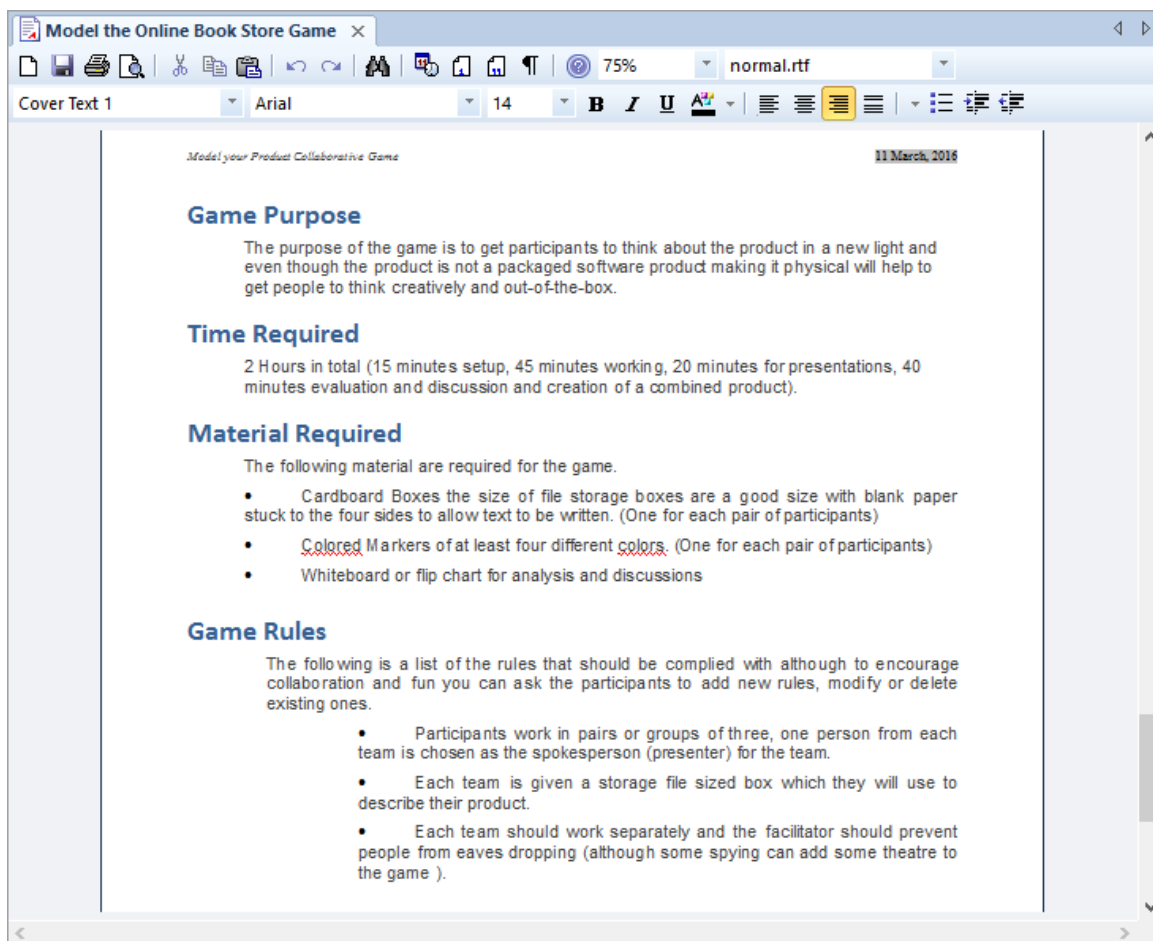 Model the Online Book Store Game
75% normal.rtf
Cover Text 1 Arial 14 B I U A
Model your Product Collaborative Game 11 March, 2016
Game Purpose
The purpose of the game is to get participants to think about the product in a new light and
even though the product is not a packaged software product making it physical will help to
get people to think creatively and out-of-the-box.
Time Required
2 Hours in total (15 minutes setup, 45 minutes working, 20 minutes for presentations, 40
minutes evaluation and discussion and creation of a combined product).
Material Required
The following material are required for the game.
• Cardboard Boxes the size of file storage boxes are a good size with blank paper
stuck to the four sides to allow text to be written. (One for each pair of participants)
• Colored Markers of at least four different colors. (One for each pair of participants)
• Whiteboard or flip chart for analysis and discussions
Game Rules
The following is a list of the rules that should be complied with although to encourage
collaboration and fun you can ask the participants to add new rules, modify or delete
existing ones.
• Participants work in pairs or groups of three, one person from each
team is chosen as the spokesperson (presenter) for the team.
• Each team is given a storage file sized box which they will use to
describe their product.
• Each team should work separately and the facilitator should prevent
people from eaves dropping (although some spying can add some theatre to
the game ).